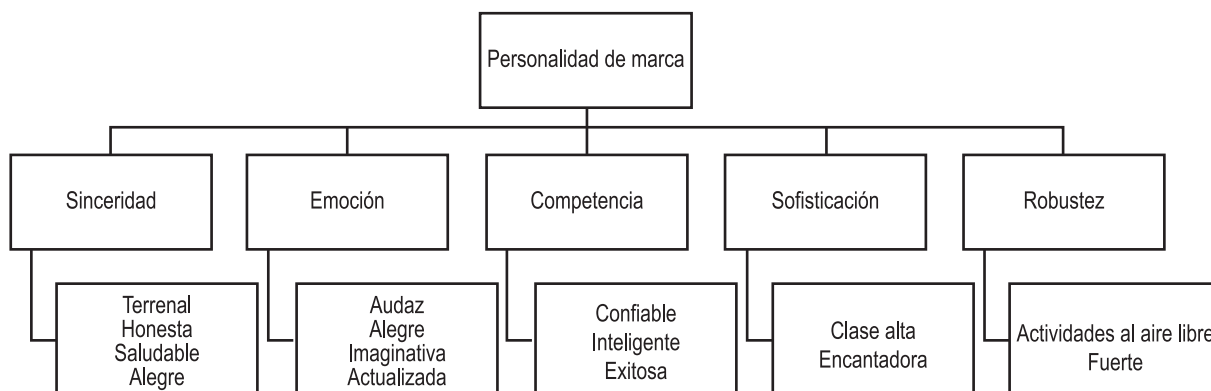 Personalidad de marca
Sinceridad
Emoción
Competencia
Sofisticación
Robustez
Terrenal
Honesta
Saludable
Alegre
Audaz
Alegre
Imaginativa
Actualizada
Confiable
Inteligente
Exitosa
Clase alta
Encantadora
Actividades al aire libre
Fuerte